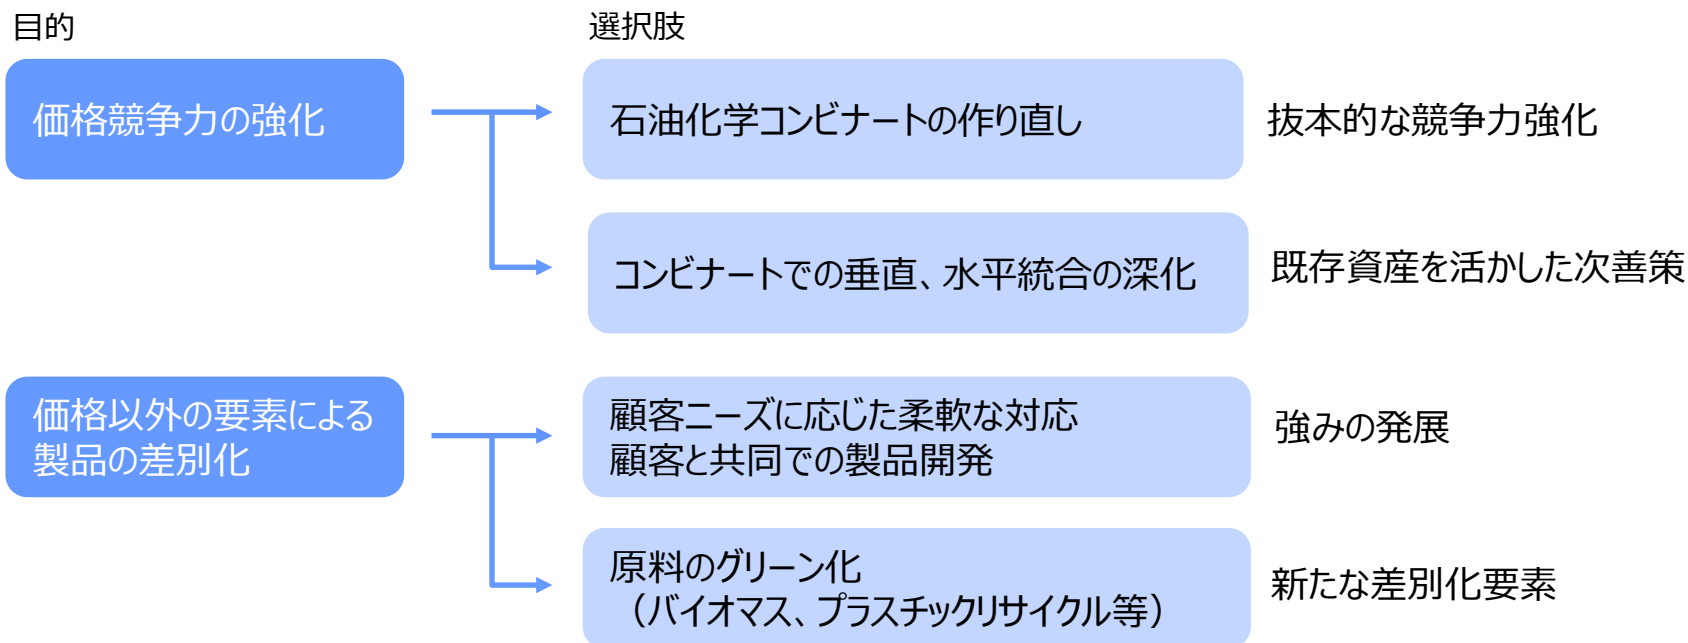 目的
選択肢
価格競争力の強化
石油化学コンビナートの作り直し
抜本的な競争力強化
コンビナートでの垂直、水平統合の深化
既存資産を活かした次善策
価格以外の要素による
製品の差別化
顧客ニーズに応じた柔軟な対応
顧客と共同での製品開発
強みの発展
原料のグリーン化
（バイオマス、プラスチックリサイクル等）
新たな差別化要素